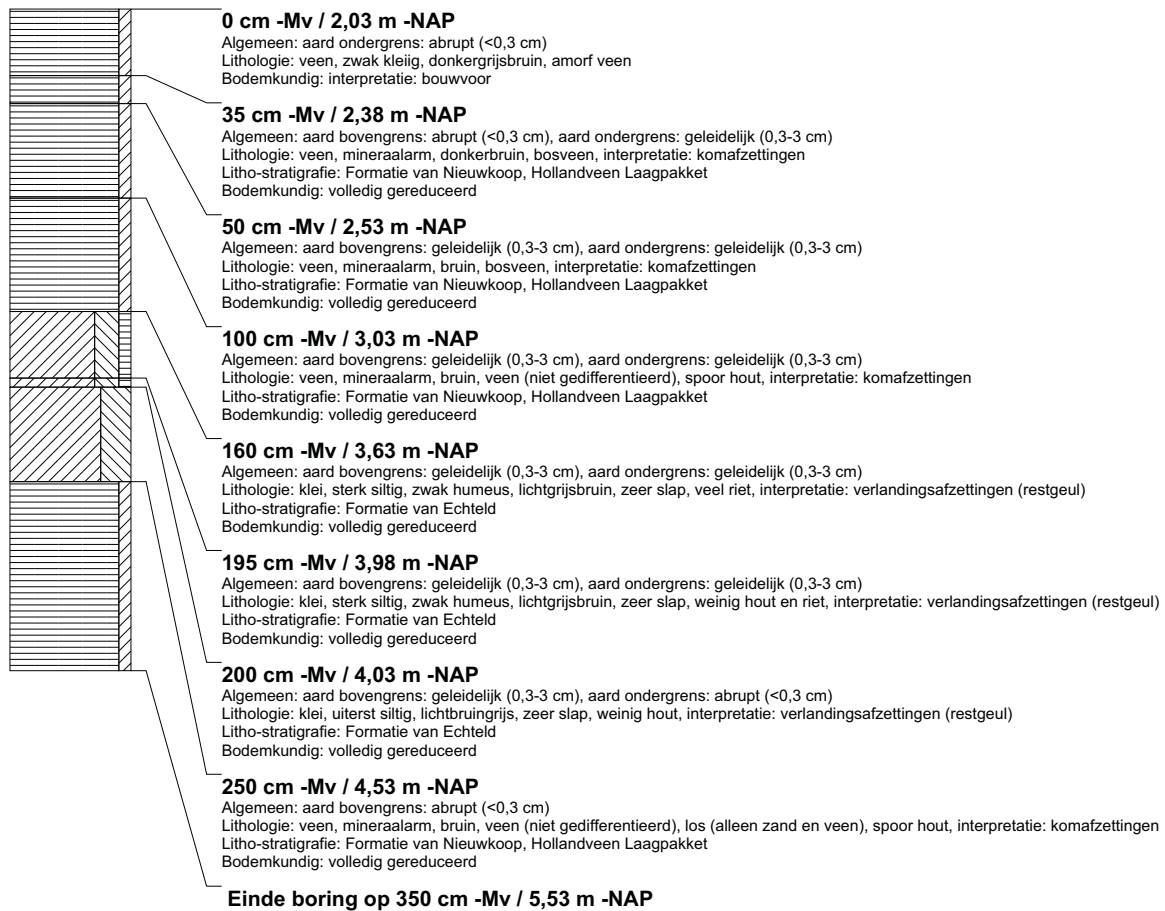 0 cm -Mv / 2,03 m -NAP
Algemeen: aard ondergrens: abrupt (<0,3 cm)
Lithologie: veen, zwak kleiig, donkergrijsbruin, amorf veen
Bodemkundig: interpretatie: bouwvoor
35 cm -Mv / 2,38 m -NAP
Algemeen: aard bovengrens: abrupt (<0,3 cm), aard ondergrens: geleidelijk (0,3-3 cm)
Lithologie: veen, mineraalarm, donkerbruin, bosveen, interpretatie: komafzettingen
Litho-stratigrafie: Formatie van Nieuwkoop, Hollandveen Laagpakket
Bodemkundig: volledig gereduceerd
50 cm -Mv / 2,53 m -NAP
Algemeen: aard bovengrens: geleidelijk (0,3-3 cm), aard ondergrens: geleidelijk (0,3-3 cm)
Lithologie: veen, mineraalarm, bruin, bosveen, interpretatie: komafzettingen
Litho-stratigrafie: Formatie van Nieuwkoop, Hollandveen Laagpakket
Bodemkundig: volledig gereduceerd
100 cm -Mv / 3,03 m -NAP
Algemeen: aard bovengrens: geleidelijk (0,3-3 cm), aard ondergrens: geleidelijk (0,3-3 cm)
Lithologie: veen, mineraalarm, bruin, veen (niet gedifferentieerd), spoor hout, interpretatie: komafzettingen
Litho-stratigrafie: Formatie van Nieuwkoop, Hollandveen Laagpakket
Bodemkundig: volledig gereduceerd
160 cm -Mv / 3,63 m -NAP
Algemeen: aard bovengrens: geleidelijk (0,3-3 cm), aard ondergrens: geleidelijk (0,3-3 cm)
Lithologie: klei, sterk siltig, zwak humeus, lichtgrijsbruin, zeer slap, veel riet, interpretatie: verlandingsafzettingen (restgeul)
Litho-stratigrafie: Formatie van Echteld
Bodemkundig: volledig gereduceerd
195 cm -Mv / 3,98 m -NAP
Algemeen: aard bovengrens: geleidelijk (0,3-3 cm), aard ondergrens: geleidelijk (0,3-3 cm)
Lithologie: klei, sterk siltig, zwak humeus, lichtgrijsbruin, zeer slap, weinig hout en riet, interpretatie: verlandingsafzettingen (restgeul)
Litho-stratigrafie: Formatie van Echteld
Bodemkundig: volledig gereduceerd
200 cm -Mv / 4,03 m -NAP
Algemeen: aard bovengrens: geleidelijk (0,3-3 cm), aard ondergrens: abrupt (<0,3 cm)
Lithologie: klei, uiterst siltig, lichtbruingrijs, zeer slap, weinig hout, interpretatie: verlandingsafzettingen (restgeul)
Litho-stratigrafie: Formatie van Echteld
Bodemkundig: volledig gereduceerd
250 cm -Mv / 4,53 m -NAP
Algemeen: aard bovengrens: abrupt (<0,3 cm)
Lithologie: veen, mineraalarm, bruin, veen (niet gedifferentieerd), los (alleen zand en veen), spoor hout, interpretatie: komafzettingen
Litho-stratigrafie: Formatie van Nieuwkoop, Hollandveen Laagpakket
Bodemkundig: volledig gereduceerd
Einde boring op 350 cm -Mv / 5,53 m -NAP